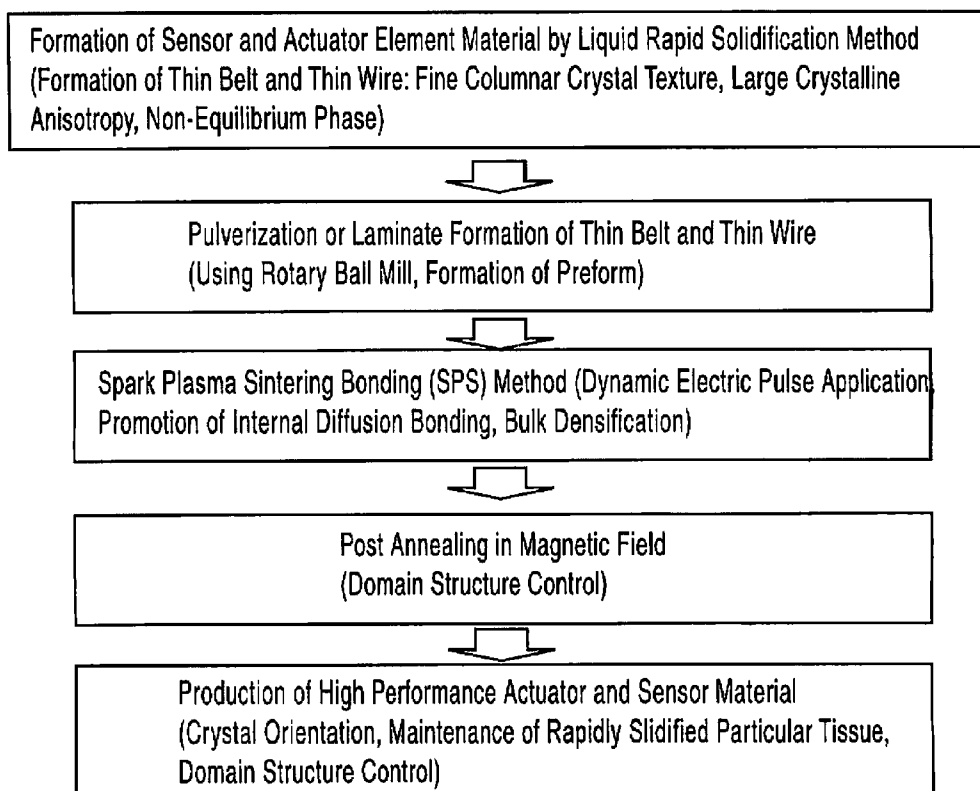 Formation of Sensor and Actuator Element Material by Liquid Rapid Solidification Method
(Formation of Thin Belt and Thin Wire: Fine Columnar Crystal Texture, Large Crystalline
Anisotropy, Non-Equilibrium Phase)
Pulverization or Laminate Formation of Thin Belt and Thin Wire
(Using Rotary Ball Mill, Formation of Preform)
Spark Plasma Sintering Bonding (SPS) Method (Dynamic Electric Pulse Application,
Promotion of Internal Diffusion Bonding, Bulk Densification)
Post Annealing in Magnetic Field
(Domain Structure Control)
Production of High Performance Actuator and Sensor Material
(Crystal Orientation, Maintenance of Rapidly Slidified Particular Tissue,
Domain Structure Control)